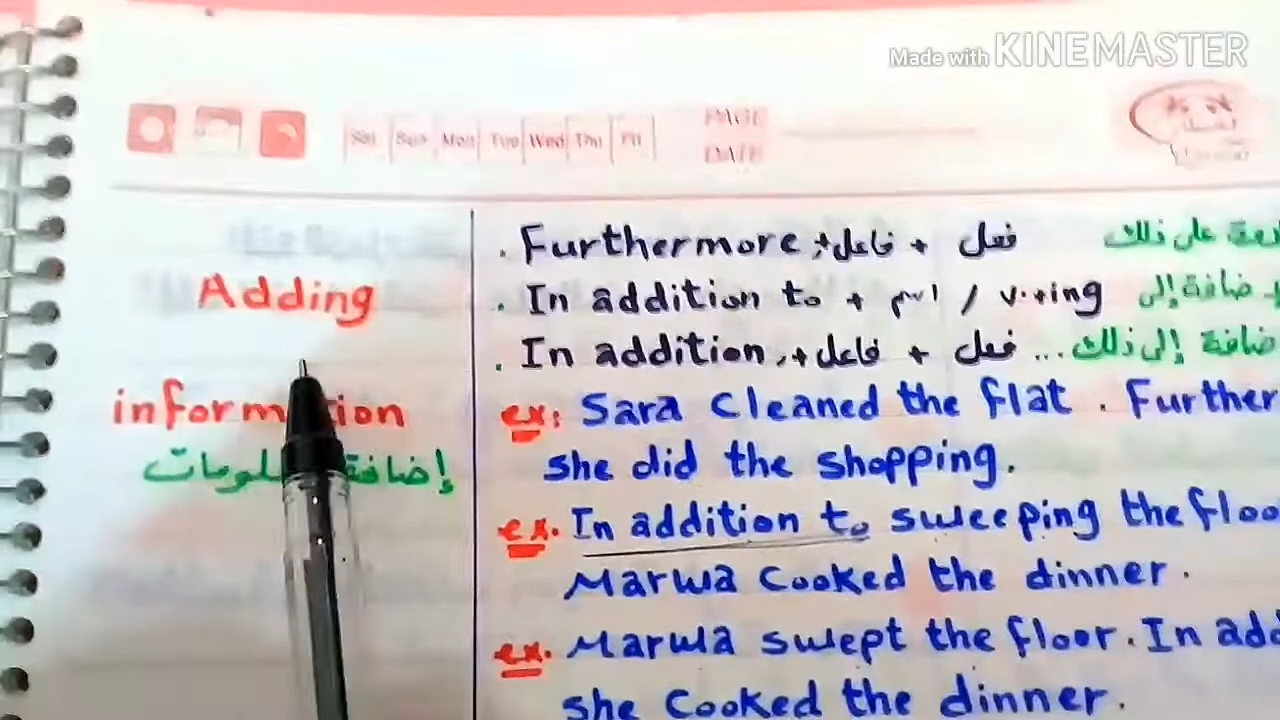 Made with KINEMASTER
Sat Sun Mon Tue Wed Thu Fri
PAGE
DATE
Adding
information
إضافة
. Furthermore, + فاعل + فعل على ذلك
. In addition to + اسم / v.+ing إلى
. In addition, + فاعل + فعل ... إلى ذلك
ex: Sara cleaned the flat. Further
she did the shopping.
ex. In addition to sweeping the floo
Marwa cooked the dinner.
ex. Marwa swept the floor. In add
she cooked the dinner.